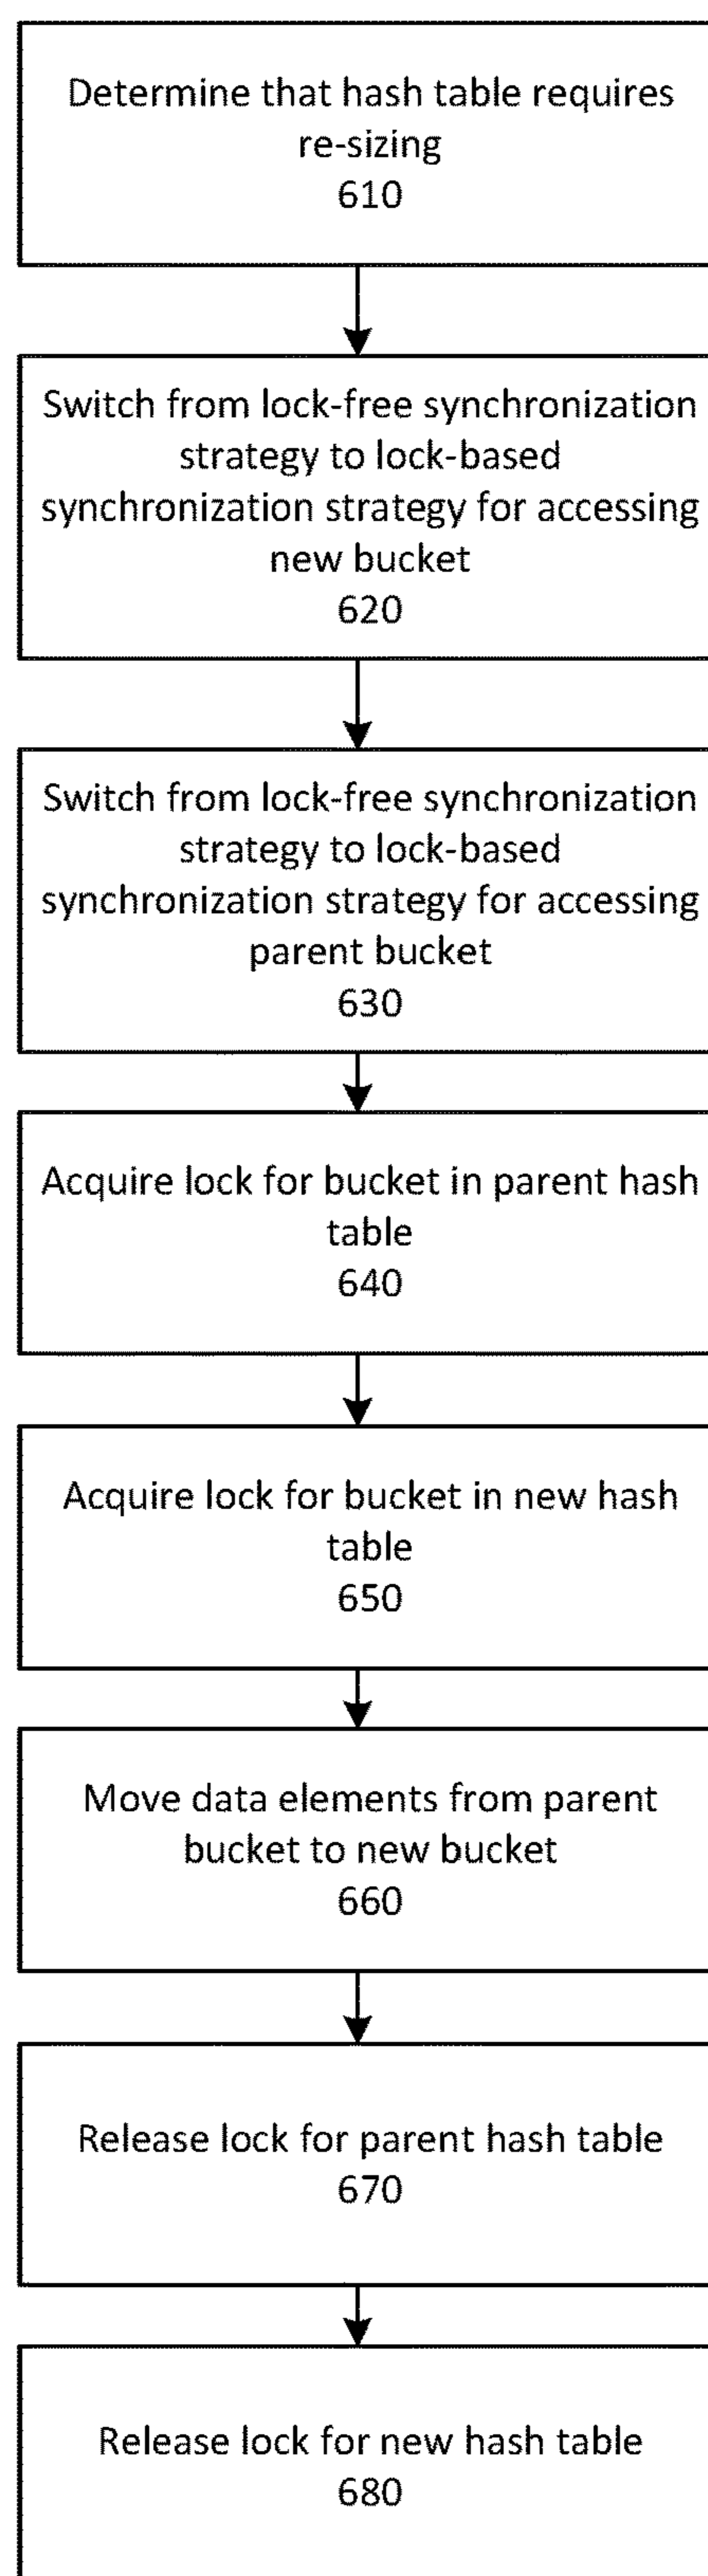 Determine that hash table requires
re-sizing
610
Switch from lock-free synchronization
strategy to lock-based
synchronization strategy for accessing
new bucket
620
Switch from lock-free synchronization
strategy to lock-based
synchronization strategy for accessing
parent bucket
630
Acquire lock for bucket in parent hash
table
640
Acquire lock for bucket in new hash
table
650
Move data elements from parent
bucket to new bucket
660
Release lock for parent hash table
670
Release lock for new hash table
680